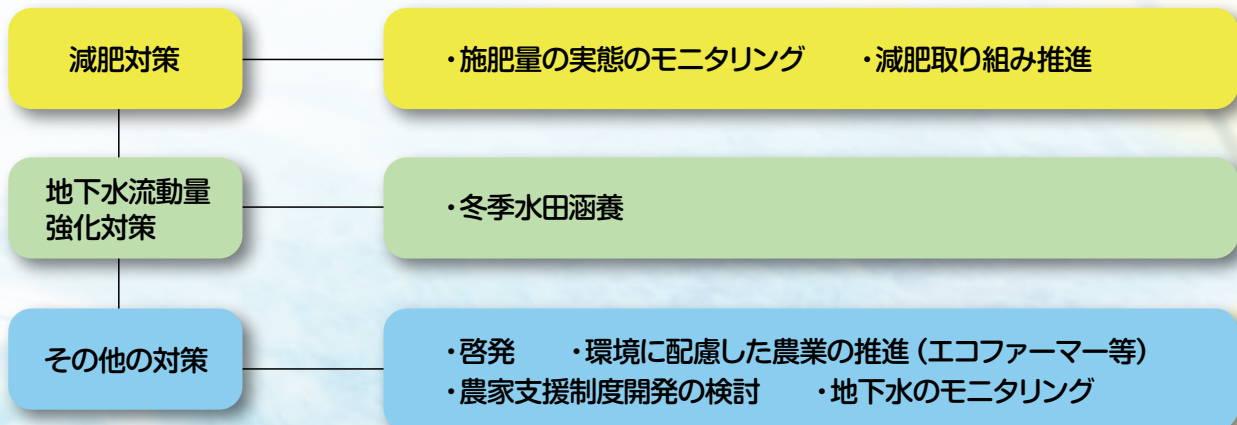 減肥対策
・施肥量の実態のモニタリング ・減肥取り組み推進
地下水流動量
強化対策
・冬季水田涵養
その他の対策
・啓発 ・環境に配慮した農業の推進(エコファーマー等)
・農家支援制度開発の検討 ・地下水のモニタリング